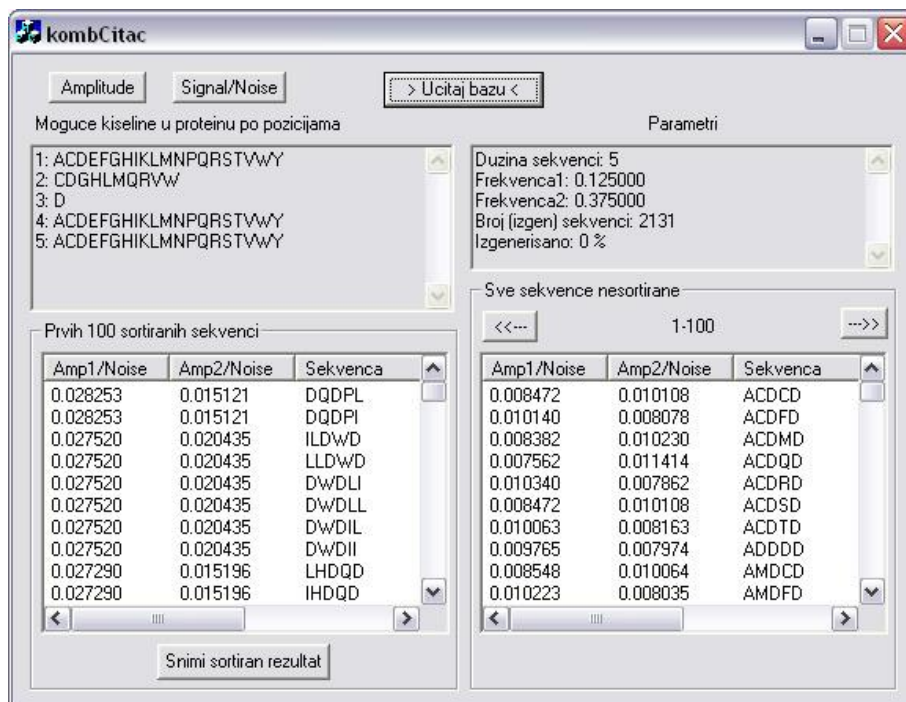 kombCitac
Amplitude Signal/Noise > Ucitaj bazu <
Moguce kiseline u proteinu po pozicijama
1: ACDEFGHIKLMNPQRSTVWY
2: CDGHLMQRVW
3: D
4: ACDEFGHIKLMNPQRSTVWY
5: ACDEFGHIKLMNPQRSTVWY
Parametri
Duzina sekvenci: 5
Frekvenca1: 0.125000
Frekvenca2: 0.375000
Broj (izgen) sekvenci: 2131
Izgenerisano: 0 %
Prvih 100 sortiranih sekvenci
Amp1/Noise Amp2/Noise Sekvenca
0.028253 0.015121 DQDPL
0.028253 0.015121 DQDPI
0.027520 0.020435 ILDWD
0.027520 0.020435 LLDWD
0.027520 0.020435 DWDLI
0.027520 0.020435 DWDLL
0.027520 0.020435 DWDIL
0.027520 0.020435 DWDII
0.027290 0.015196 LHDQD
0.027290 0.015196 IHDQD
Snimi sortiran rezultat
Sve sekvence nesortirane
<<--- 1-100 --->>
Amp1/Noise Amp2/Noise Sekvenca
0.008472 0.010108 ACDCD
0.010140 0.008078 ACDFD
0.008382 0.010230 ACDMD
0.007562 0.011414 ACDQD
0.010340 0.007862 ACDRD
0.008472 0.010108 ACDSD
0.010063 0.008163 ACDTD
0.009765 0.007974 ADDDD
0.008548 0.010064 AMDCD
0.010223 0.008035 AMDFD